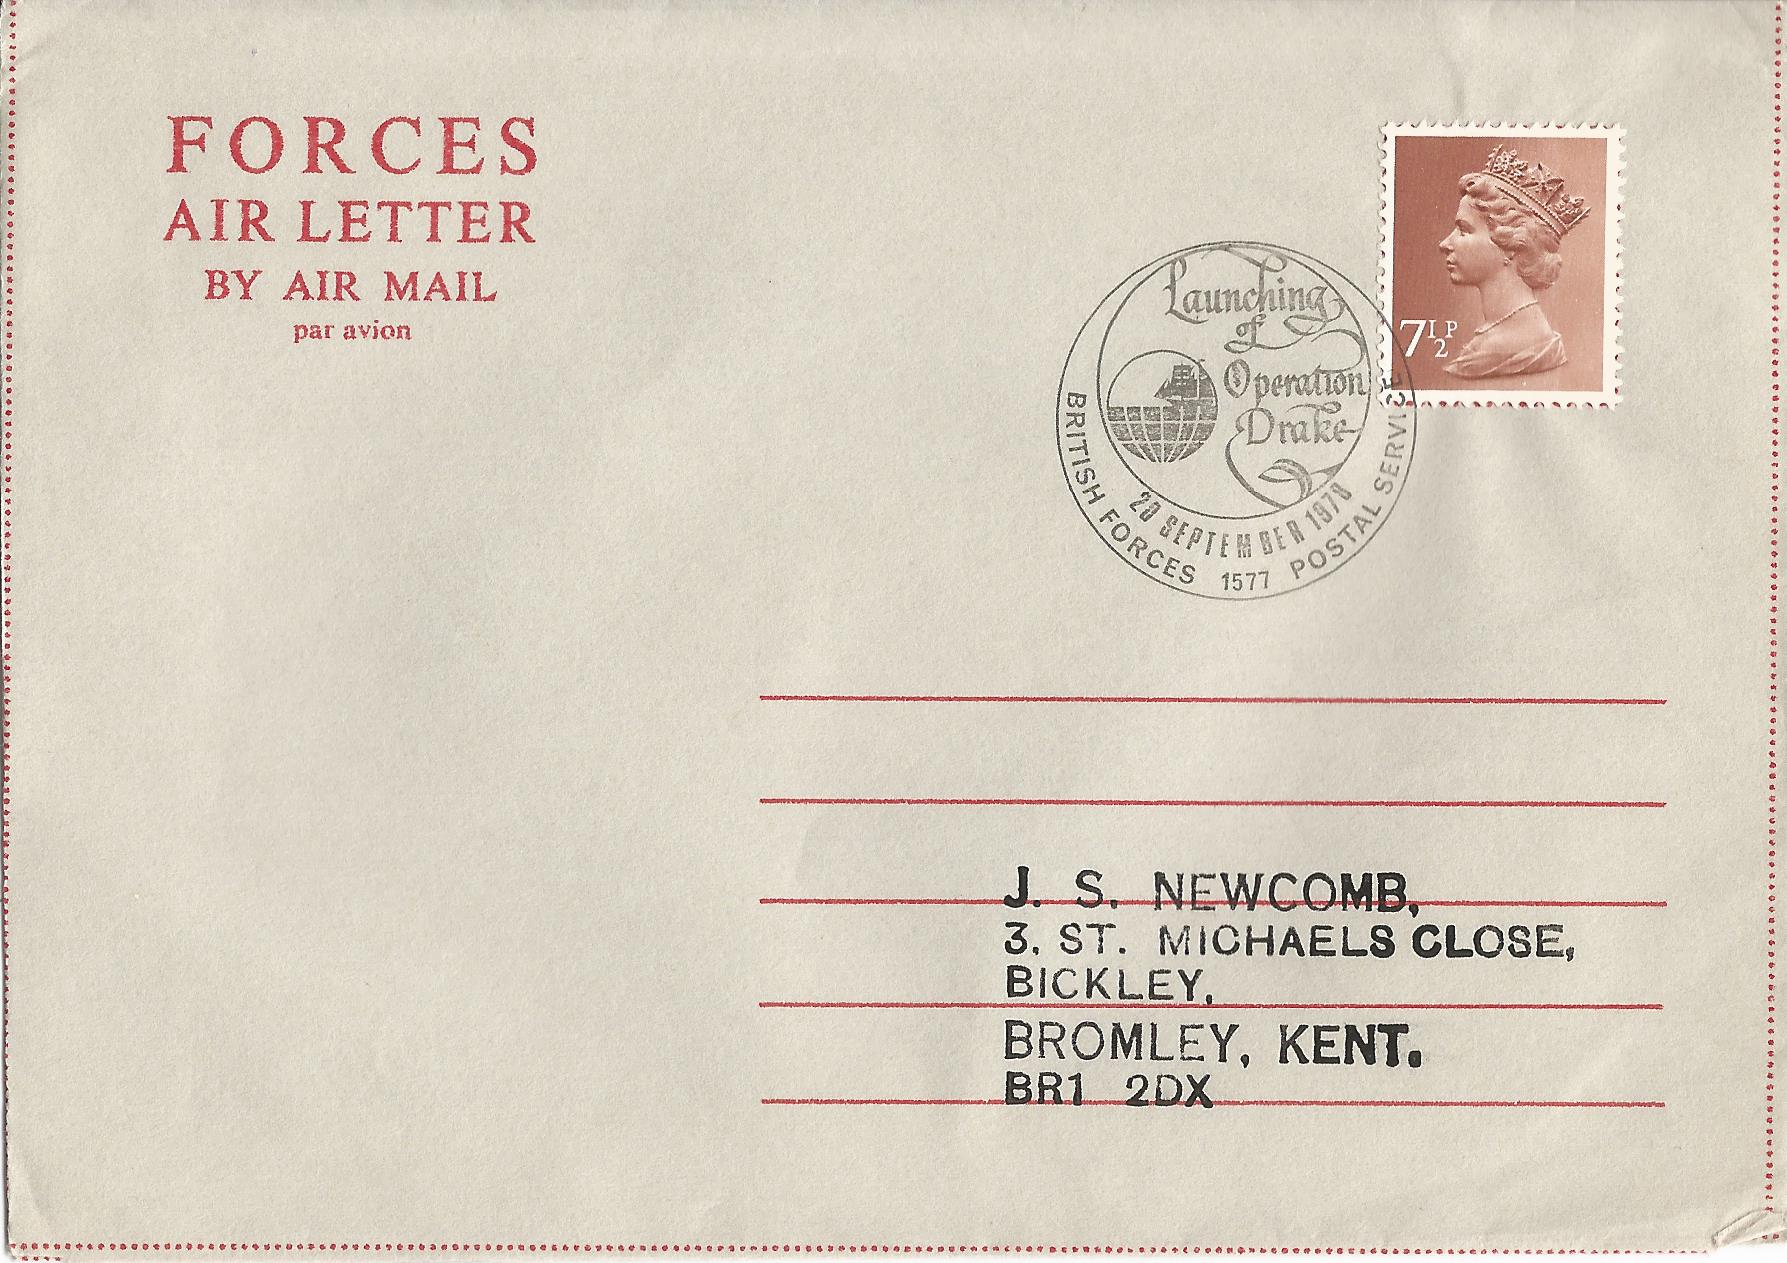 FORCES
AIR LETTER
BY AIR MAIL
par avion
7½P
Launching
of
Operation
Drake
20 SEPTEMBER 1978
BRITISH FORCES 1577 POSTAL SERVICE
J. S. NEWCOMB,
3. ST. MICHAELS CLOSE,
BICKLEY,
BROMLEY, KENT.
BR1 2DX